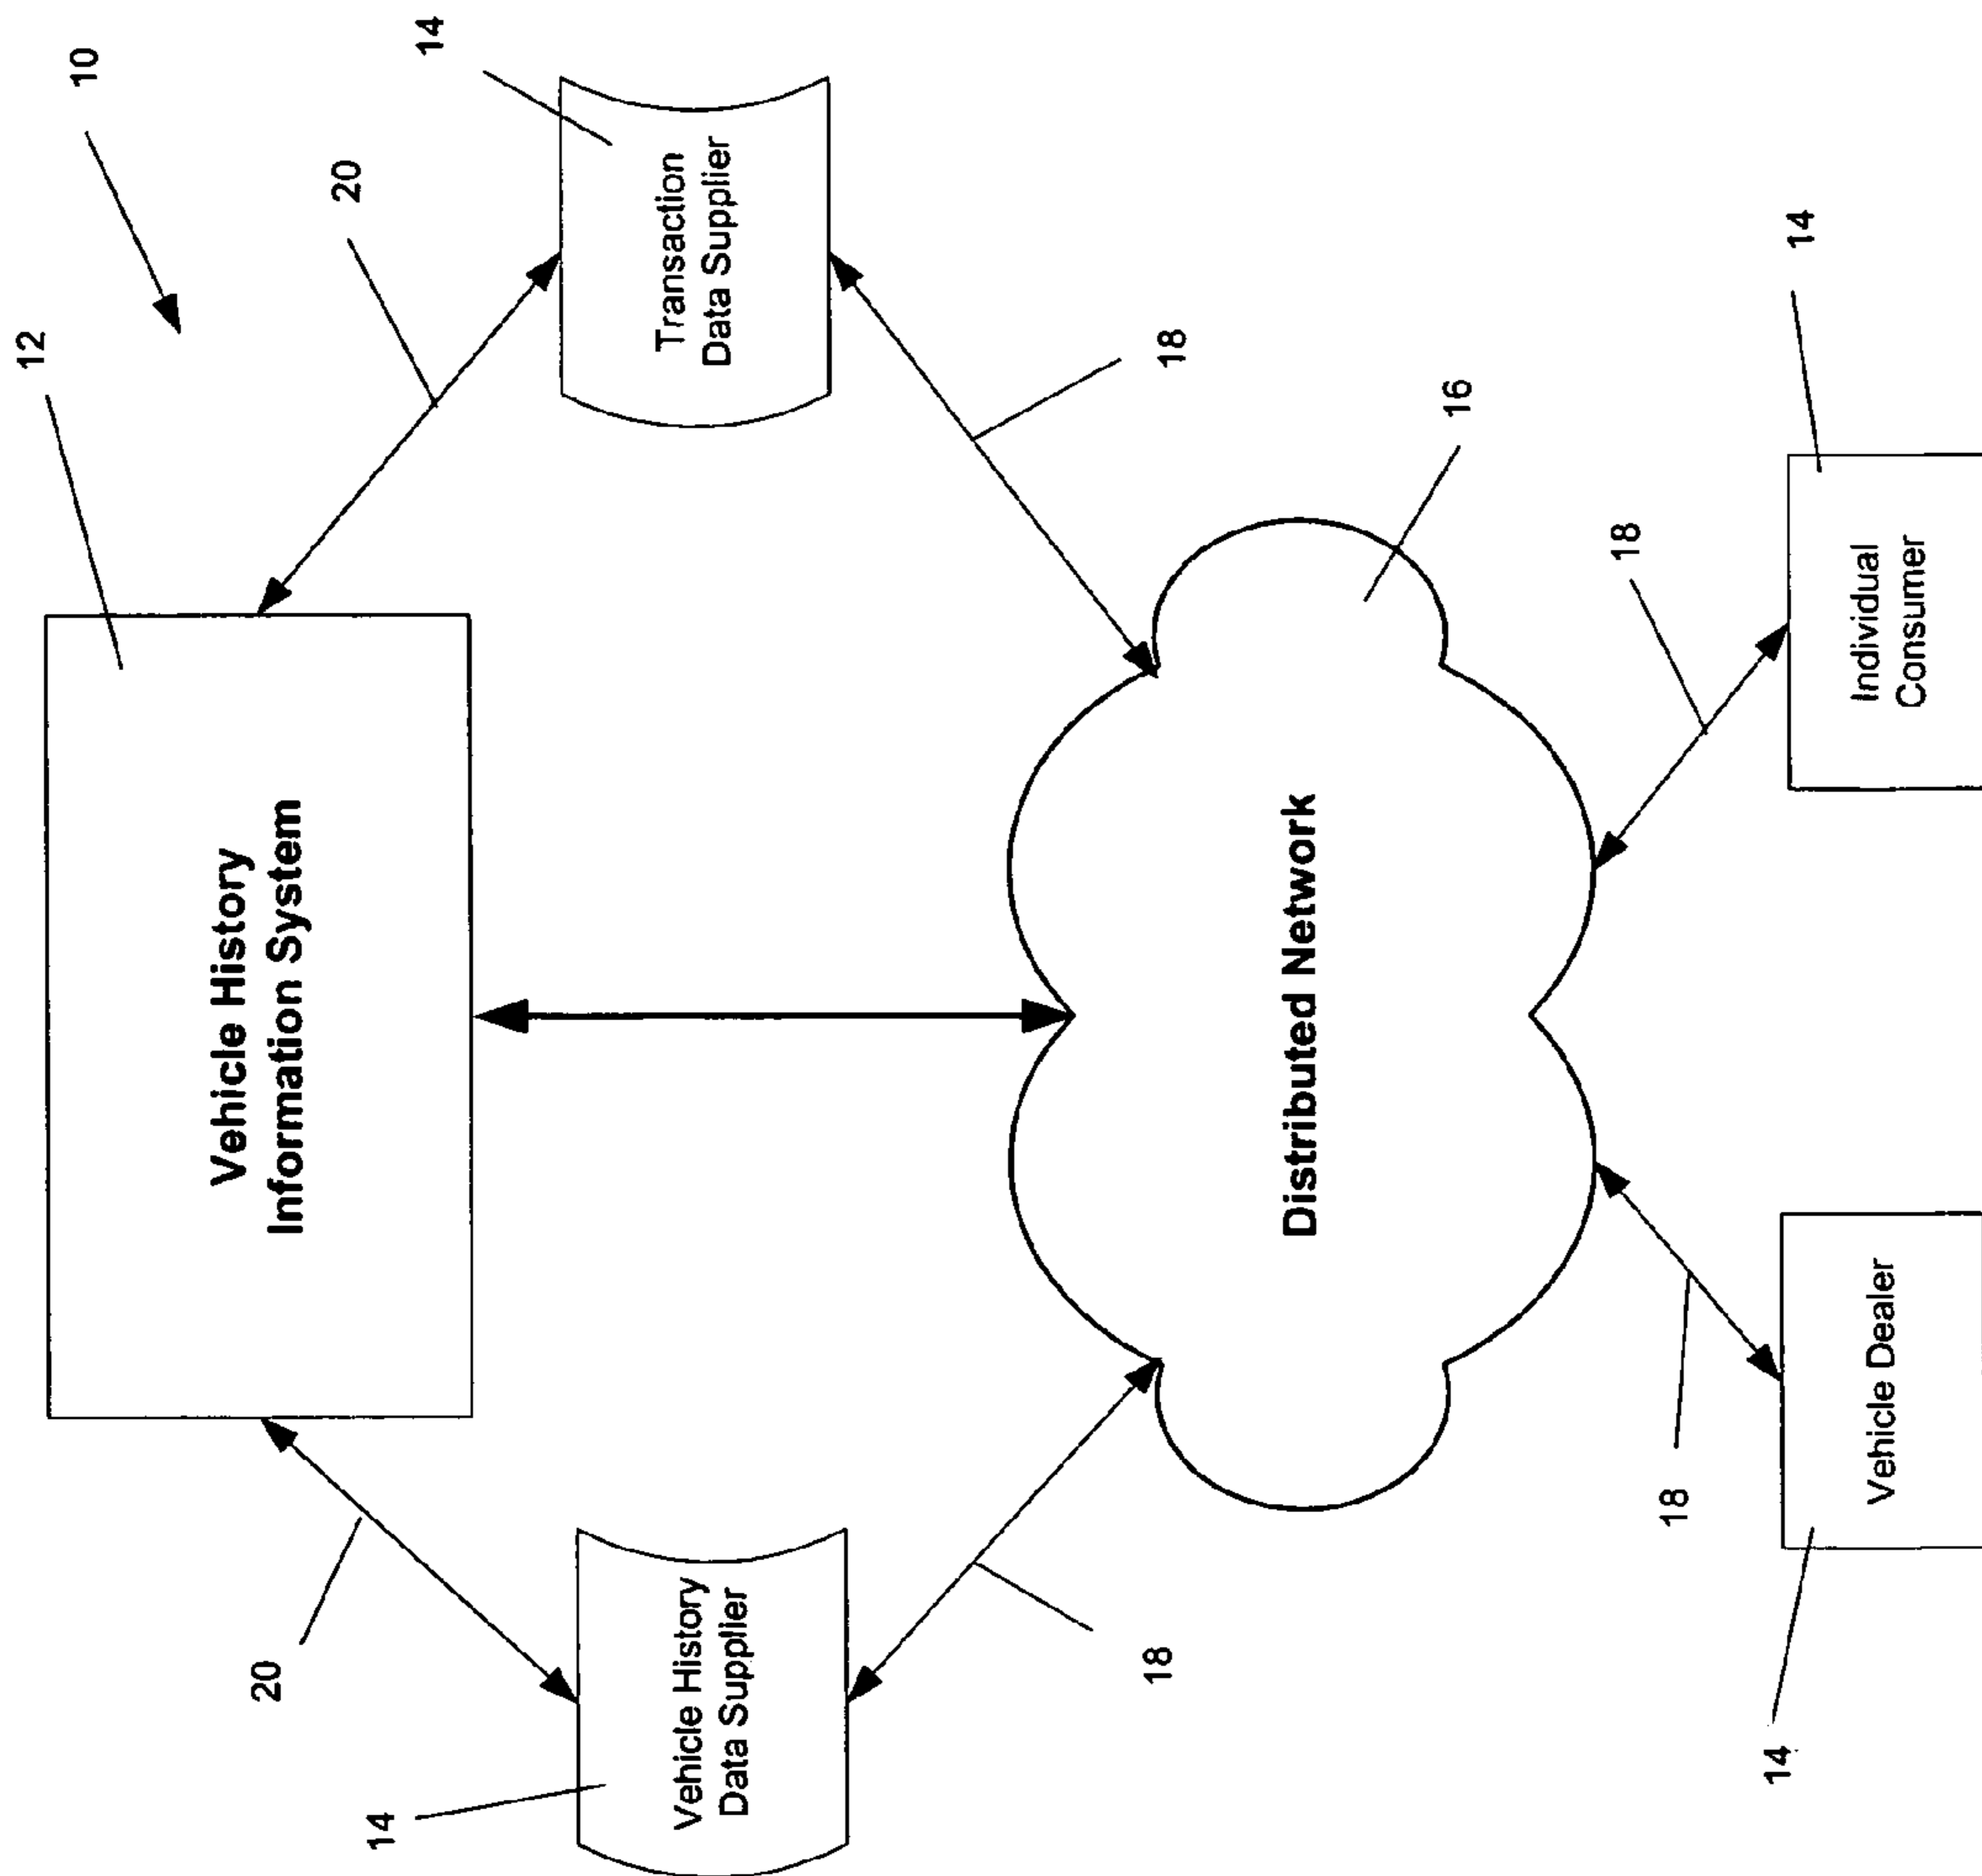 10
12
Vehicle History
Information System
20
20
14
Transaction
Data Supplier
14
Vehicle History
Data Supplier
18
18
16
Distributed Network
18
18
14
Individual
Consumer
14
Vehicle Dealer